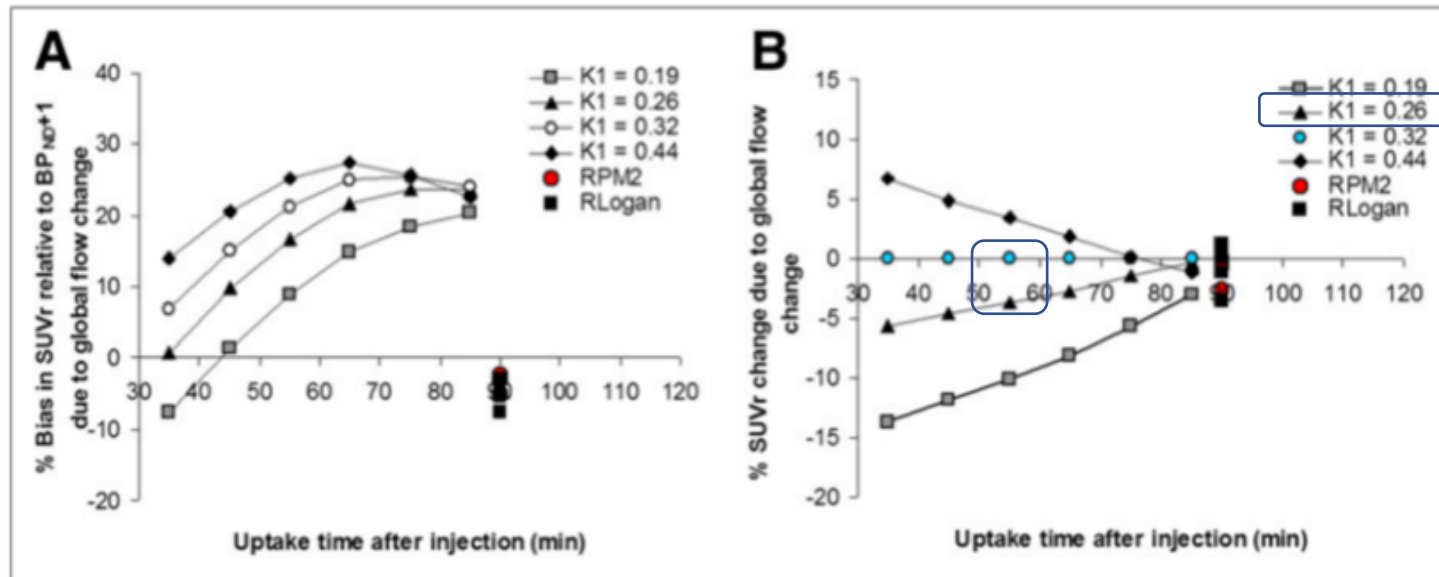 A
40
30
20
10
0
-10
-20
30 40 50 60 70 80 90 100 110 120
% Bias in SUVr relative to BPND+1
due to global flow change
Uptake time after injection (min)
K1 = 0.19
K1 = 0.26
K1 = 0.32
K1 = 0.44
RPM2
RLogan
B
15
10
5
0
-5
-10
-15
-20
30 40 50 60 70 80 90 100 110 120
% SUVr change due to global flow
change
Uptake time after injection (min)
K1 = 0.19
K1 = 0.26
K1 = 0.32
K1 = 0.44
RPM2
RLogan